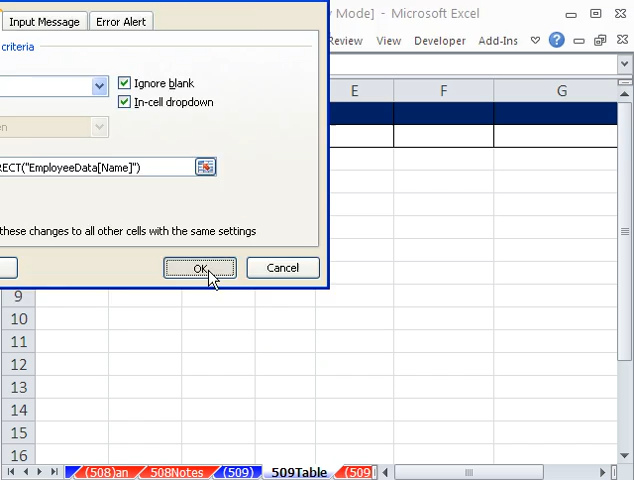 y Mode] - Microsoft Excel
Input Message Error Alert
Review View Developer Add-Ins
criteria
Ignore blank
In-cell dropdown
E F G
en
RECT("EmployeeData[Name]")
these changes to all other cells with the same settings
OK Cancel
9
10
11
12
13
14
15
16
(508)an 508Notes (509) 509Table (509